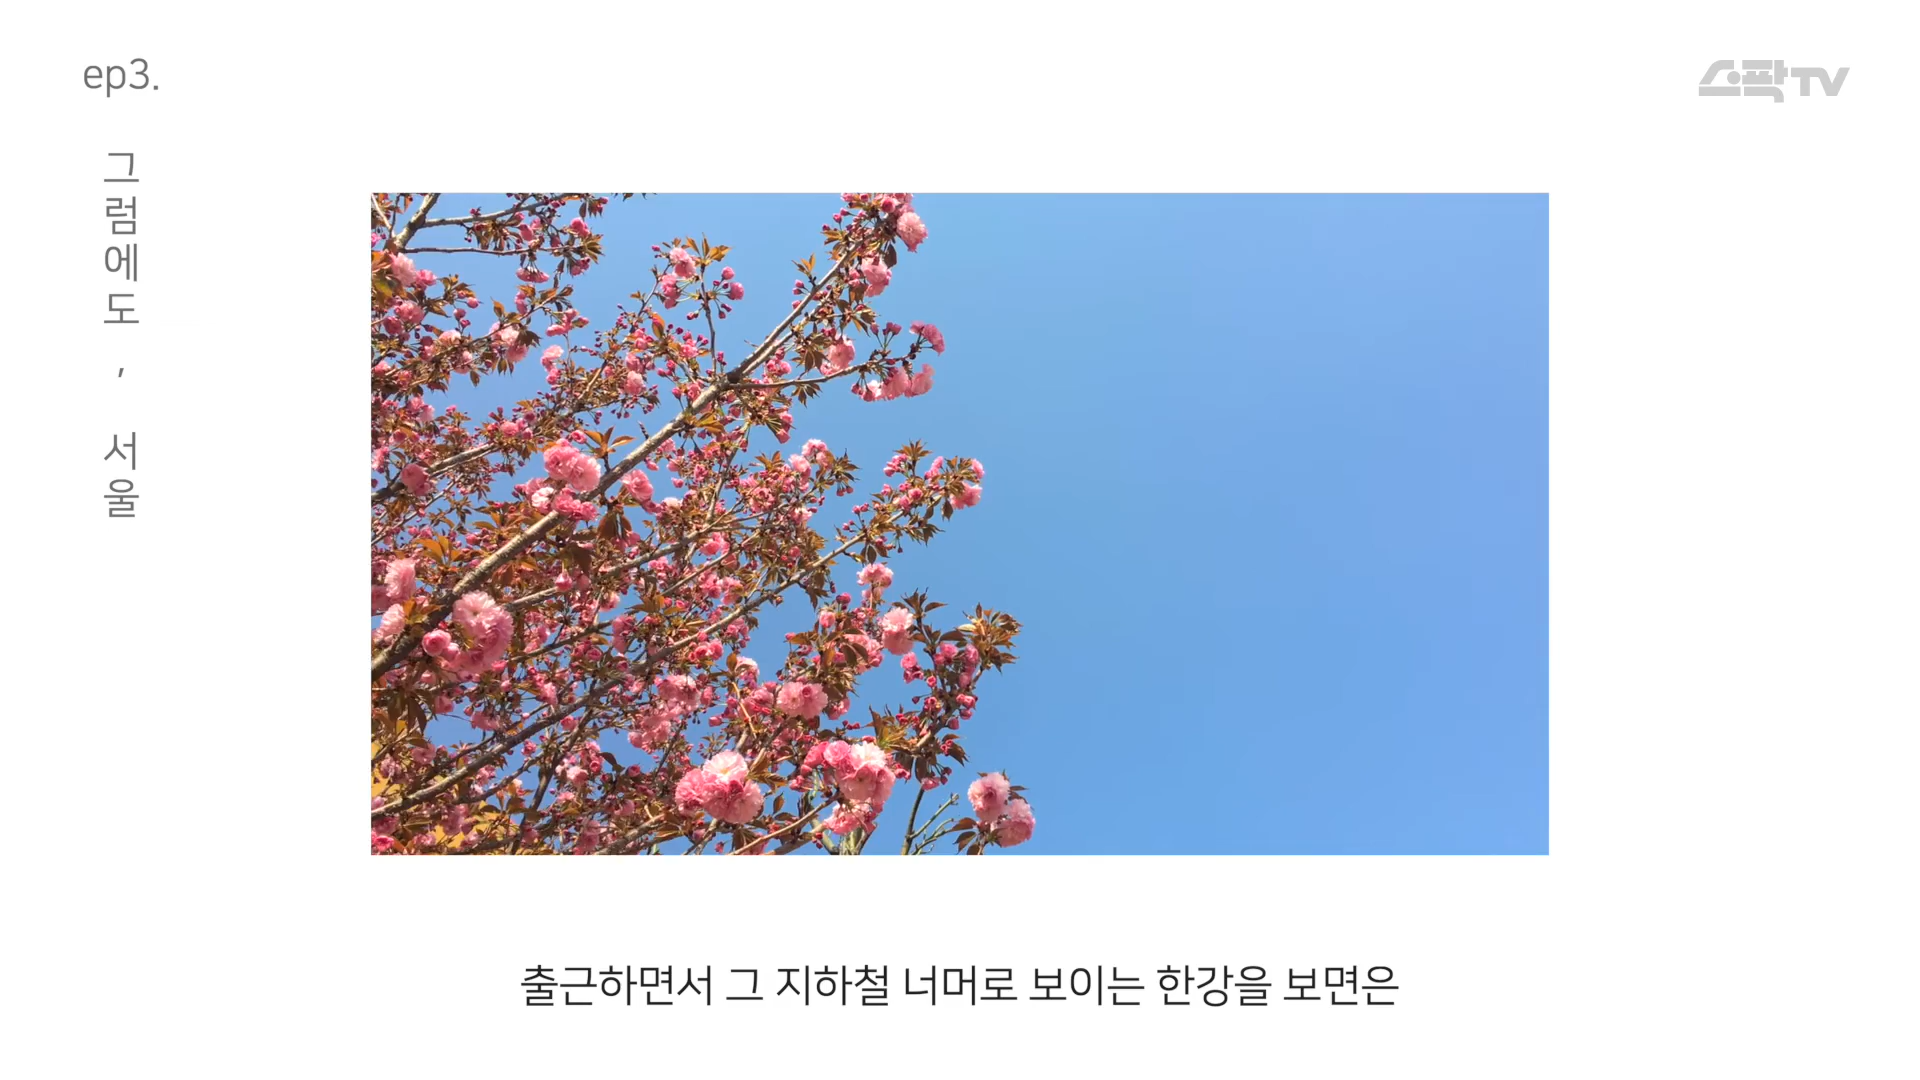 ep3.
그럼에도, 서울
스팍TV
출근하면서 그 지하철 너머로 보이는 한강을 보면은